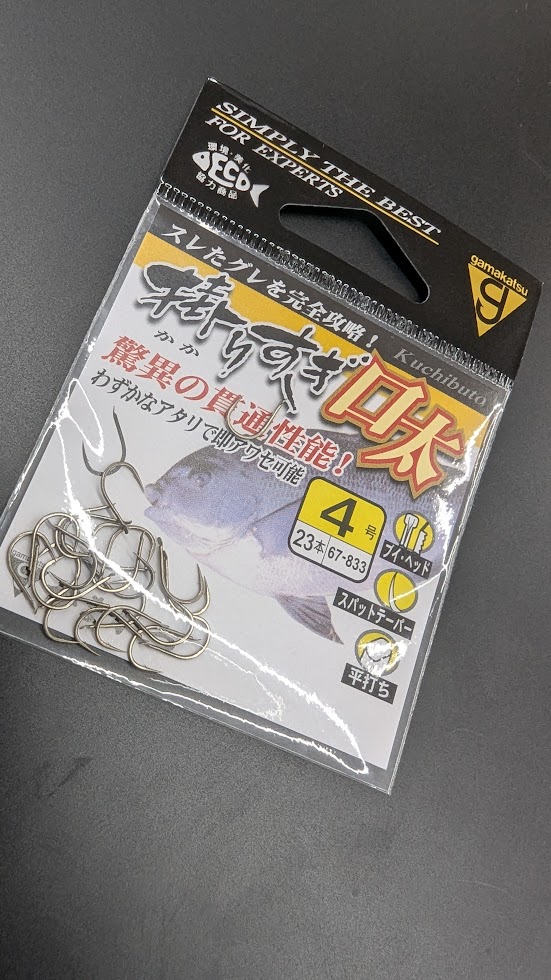 SIMPLY THE BEST
FOR EXPERTS
環境・美化
ECO
協力商品
gamakatsu
g
スレたグレを完全攻略！
掛りすぎ口太
かか
Kuchibuto
驚異の貫通性能！
わずかなアタリで即アワセ可能
4号
23本 67-833
ブイ・ヘッド
スパットテーパー
平打ち